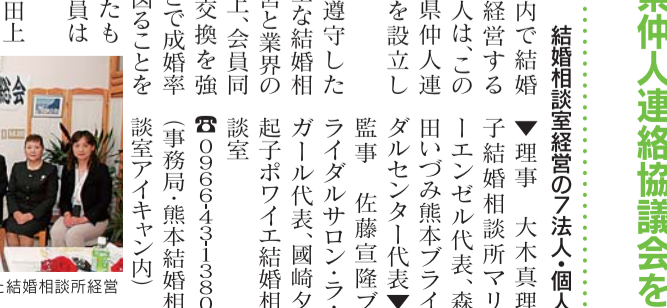 県仲人連絡協議会を
結婚相談室経営の7法人・個人
内で結婚
経営する
人は、この
県仲人連
を設立し
遵守した
全な結婚相
営と業界の
上、会員同
交換を強
とで成婚率
図ることを
たも
員は
田上
▼理事　大木真理
子結婚相談所マリ
ーエンゼル代表、森
田いづみ熊本ブライ
ダルセンター代表▼
監事　佐藤宣隆ブ
ライダルサロン・ラ・
ガール代表、國崎夕
起子ポワイエ結婚相
談室
☎0966-43-1380
(事務局・熊本結婚相
談室アイキャン内)
総会
結婚相談所経営